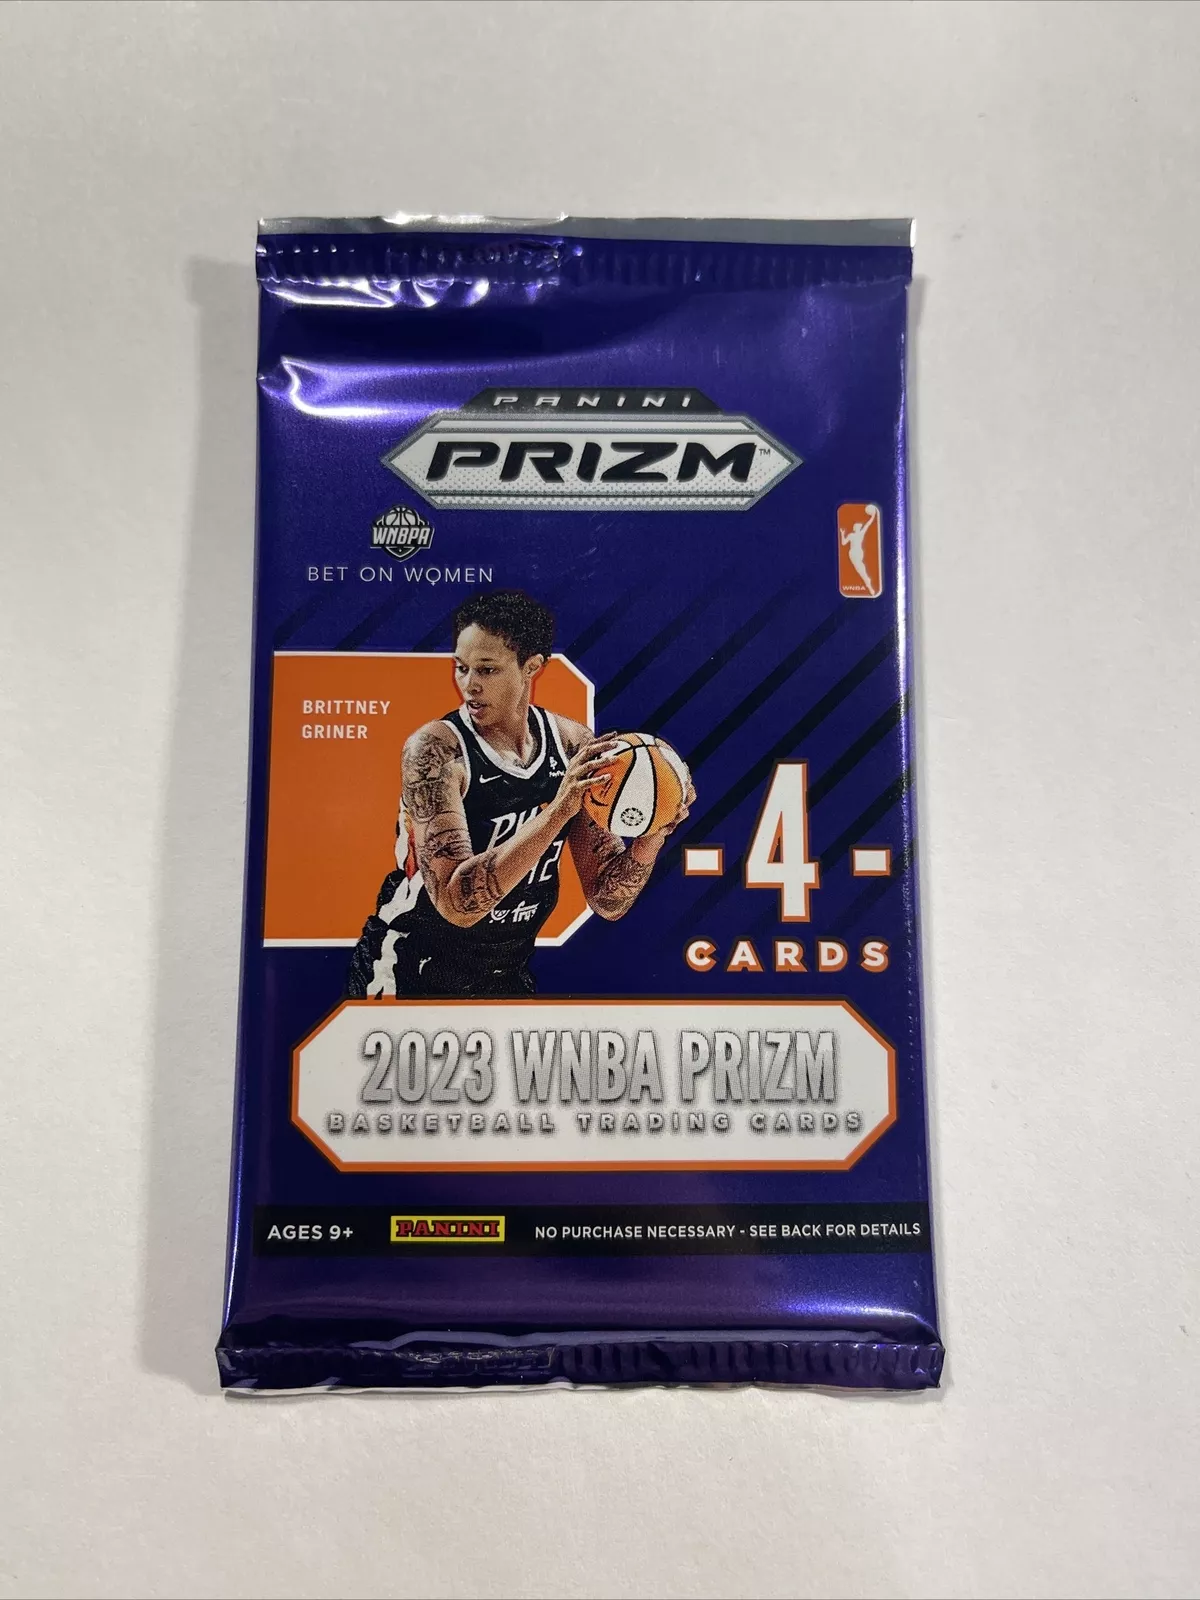 PANINI
PRIZM™
WNBPA
BET ON WOMEN
WNBA
BRITTNEY
GRINER
- 4 -
CARDS
2023 WNBA PRIZM
BASKETBALL TRADING CARDS
AGES 9+ PANINI NO PURCHASE NECESSARY - SEE BACK FOR DETAILS